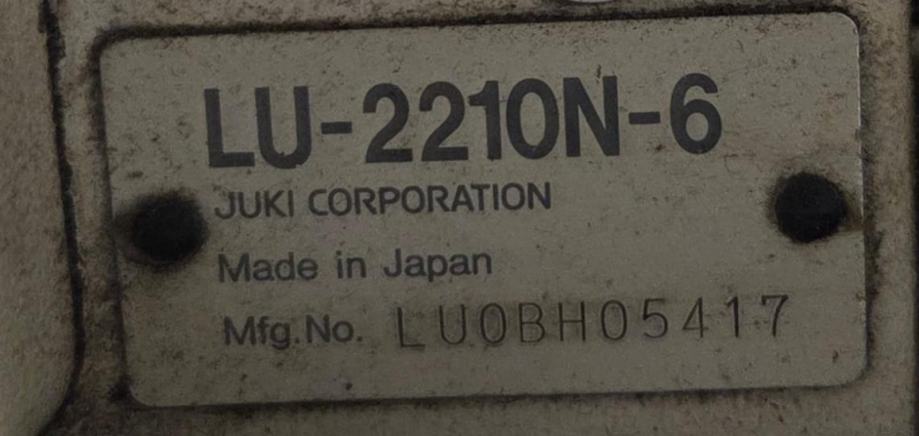 LU-2210N-6
JUKI CORPORATION
Made in Japan
Mfg.No. LU0BH05417